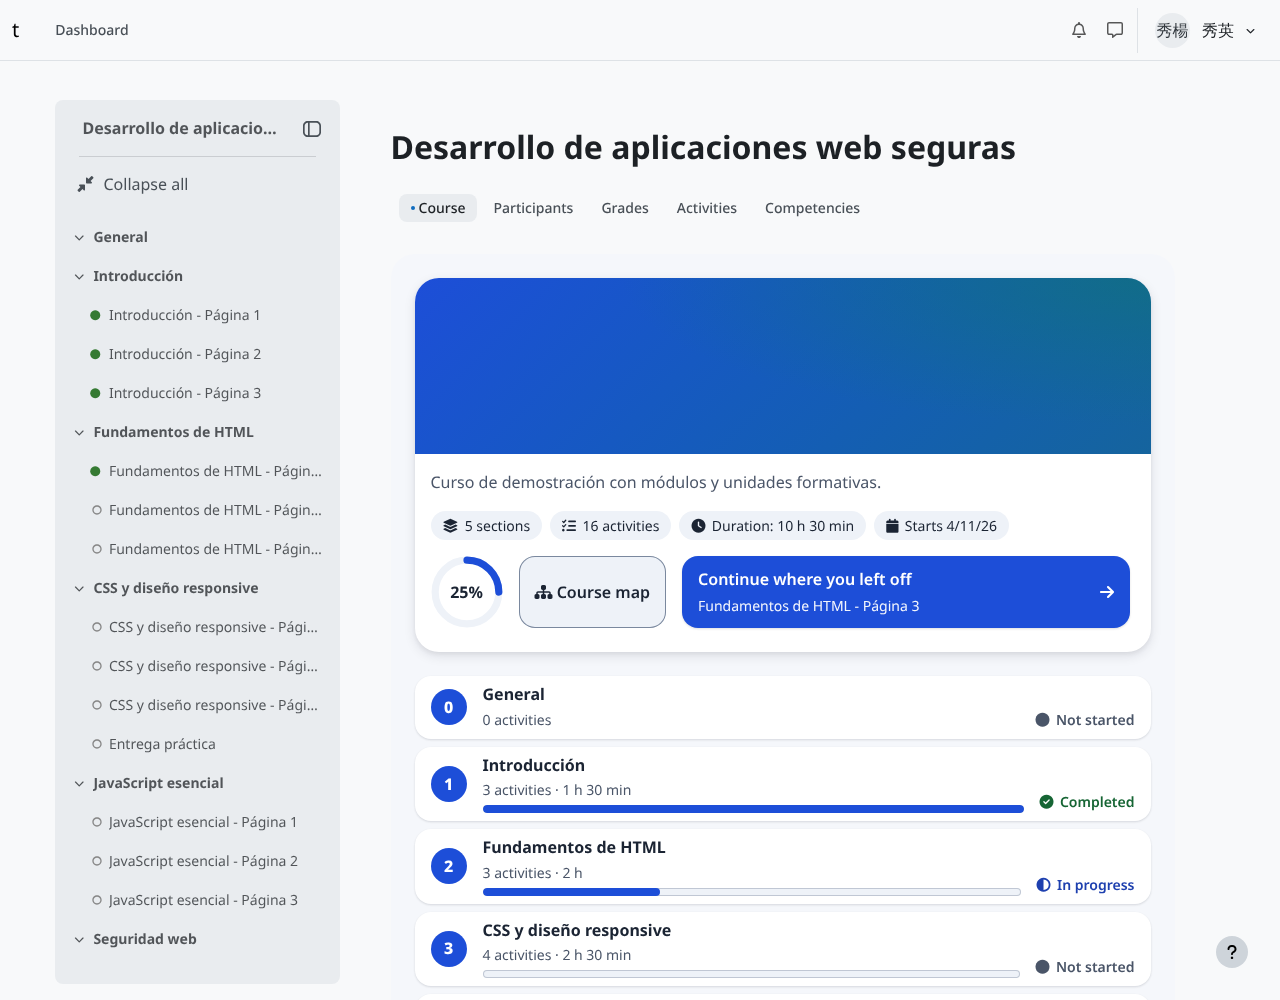 t
Dashboard
秀楊
秀英
Desarrollo de aplicacio...
Collapse all
General
Introducción
Introducción - Página 1
Introducción - Página 2
Introducción - Página 3
Fundamentos de HTML
Fundamentos de HTML - Págin...
Fundamentos de HTML - Págin...
Fundamentos de HTML - Págin...
CSS y diseño responsive
CSS y diseño responsive - Pági...
CSS y diseño responsive - Pági...
CSS y diseño responsive - Pági...
Entrega práctica
JavaScript esencial
JavaScript esencial - Página 1
JavaScript esencial - Página 2
JavaScript esencial - Página 3
Seguridad web
Desarrollo de aplicaciones web seguras
Course
Participants
Grades
Activities
Competencies
Curso de demostración con módulos y unidades formativas.
5 sections
16 activities
Duration: 10 h 30 min
Starts 4/11/26
25%
Course map
Continue where you left off
Fundamentos de HTML - Página 3
0
General
0 activities
Not started
1
Introducción
3 activities · 1 h 30 min
Completed
2
Fundamentos de HTML
3 activities · 2 h
In progress
3
CSS y diseño responsive
4 activities · 2 h 30 min
Not started
?